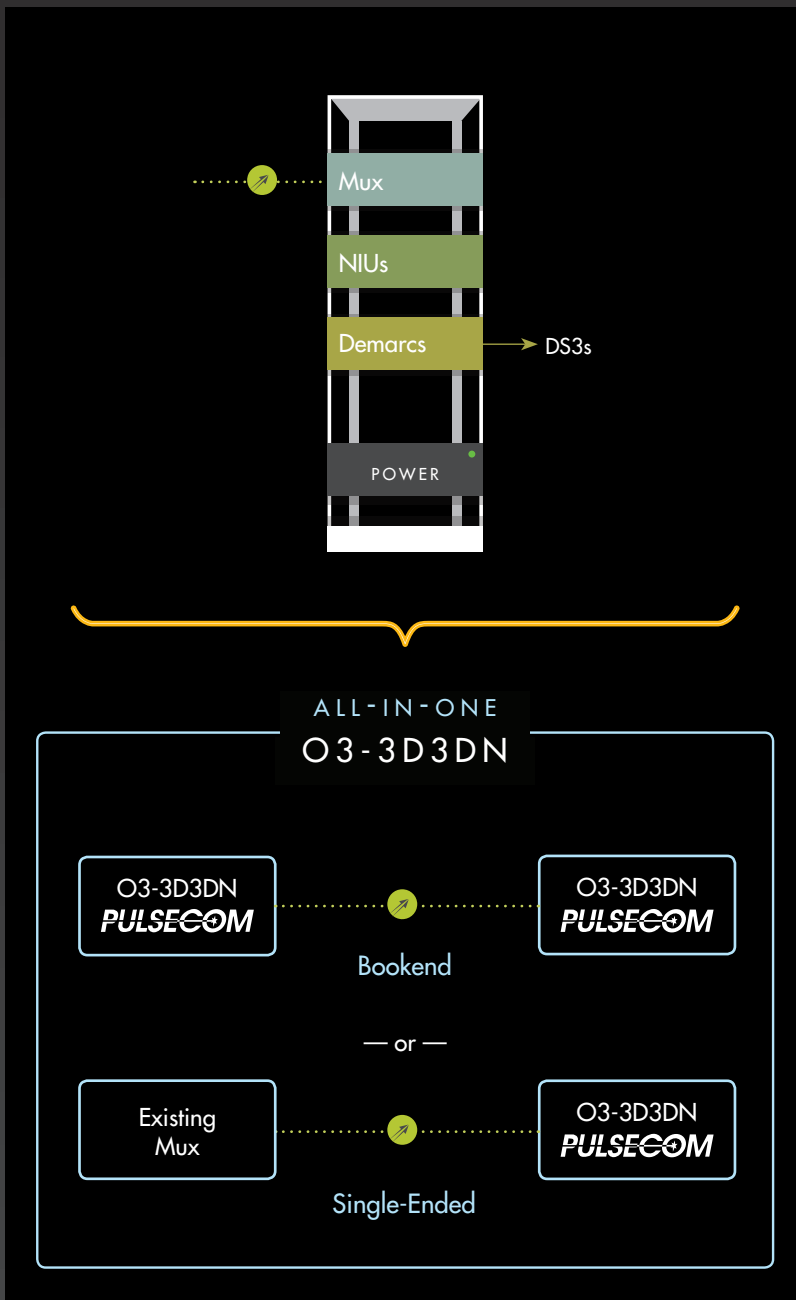 Mux
NIUs
Demarcs
DS3s
POWER
ALL-IN-ONE
O3-3D3DN
O3-3D3DN
PULSECOM
O3-3D3DN
PULSECOM
Bookend
— or —
Existing
Mux
O3-3D3DN
PULSECOM
Single-Ended